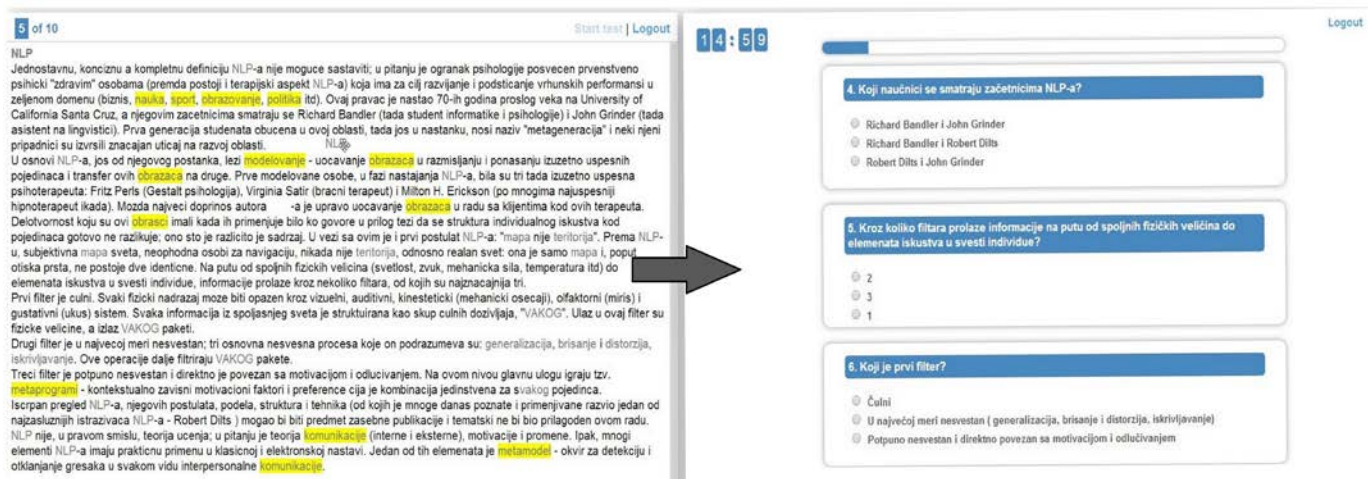 5 of 10
Start test | Logout
NLP
Jednostavnu, konciznu a kompletnu definiciju NLP-a nije moguce sastaviti; u pitanju je ogranak psihologije posvecen prvenstveno
psihicki "zdravim" osobama (premda postoji i terapijski aspekt NLP-a) koja ima za cilj razvijanje i podsticanje vrhunskih performansi u
zeljenom domenu (biznis, nauka, sport, obrazovanje, politika itd). Ovaj pravac je nastao 70-ih godina proslog veka na University of
California Santa Cruz, a njegovim zacetnicima smatraju se Richard Bandler (tada student informatike i psihologije) i John Grinder (tada
asistent na lingvistici). Prva generacija studenata obucena u ovoj oblasti, tada jos u nastanku, nosi naziv "metageneracija" i neki njeni
pripadnici su izvrsili znacajan uticaj na razvoj oblasti. NLP
U osnovi NLP-a, jos od njegovog postanka, lezi modelovanje - uocavanje obrazaca u razmisljanju i ponasanju izuzetno uspesnih
pojedinaca i transfer ovih obrazaca na druge. Prve modelovane osobe, u fazi nastajanja NLP-a, bila su tri tada izuzetno uspesna
psihoterapeuta: Fritz Perls (Gestalt psihologija), Virginia Satir (bracni terapeut) i Milton H. Erickson (po mnogima najuspesniji
hipnoterapeut ikada). Mozda najveci doprinos autora -a je upravo uocavanje obrazaca u radu sa klijentima kod ovih terapeuta.
Delotvornost koju su ovi obrasci imali kada ih primenjuje bilo ko govore u prilog tezi da se struktura individualnog iskustva kod
pojedinaca gotovo ne razlikuje; ono sto je razlicito je sadrzaj. U vezi sa ovim je i prvi postulat NLP-a: "mapa nije teritorija". Prema NLP-
u, subjektivna mapa sveta, neophodna osobi za navigaciju, nikada nije teritorija, odnosno realan svet: ona je samo mapa i, poput
otiska prsta, ne postoje dve identicne. Na putu od spoljnih fizickih velicina (svetlost, zvuk, mehanicka sila, temperatura itd) do
elemenata iskustva u svesti individue, informacije prolaze kroz nekoliko filtara, od kojih su najznacajnija tri.
Prvi filter je culni. Svaki fizicki nadrazaj moze biti opazen kroz vizuelni, auditivni, kinesteticki (mehanicki osecaji), olfaktorni (miris) i
gustativni (ukus) sistem. Svaka informacija iz spoljasnjeg sveta je struktuirana kao skup culnih dozivljaja, "VAKOG". Ulaz u ovaj filter su
fizicke velicine, a izlaz VAKOG paketi.
Drugi filter je u najvecoj meri nesvestan; tri osnovna nesvesna procesa koje on podrazumeva su: generalizacija, brisanje i distorzija,
iskrivljavanje. Ove operacije dalje filtriraju VAKOG pakete.
Treci filter je potpuno nesvestan i direktno je povezan sa motivacijom i odlucivanjem. Na ovom nivou glavnu ulogu igraju tzv.
metaprogrami - kontekstualno zavisni motivacioni faktori i preference cija je kombinacija jedinstvena za svakog pojedinca.
Iscrpan pregled NLP-a, njegovih postulata, podela, struktura i tehnika (od kojih je mnoge danas poznate i primenjivane razvio jedan od
najzasluznijih istrazivaca NLP-a - Robert Dilts ) mogao bi biti predmet zasebne publikacije i tematski ne bi bio prilagoden ovom radu.
NLP nije, u pravom smislu, teorija ucenja; u pitanju je teorija komunikacije (interne i eksterne), motivacije i promene. Ipak, mnogi
elementi NLP-a imaju prakticnu primenu u klasicnoj i elektronskoj nastavi. Jedan od tih elemenata je metamodel - okvir za detekciju i
otklanjanje gresaka u svakom vidu interpersonalne komunikacije.
14:59
Logout
4. Koji naučnici se smatraju začetnicima NLP-a?
Richard Bandler i John Grinder
Richard Bandler i Robert Dilts
Robert Dilts i John Grinder
5. Kroz koliko filtara prolaze informacije na putu od spoljnih fizičkih veličina do
elemenata iskustva u svesti individue?
2
3
1
6. Koji je prvi filter?
Čulni
U najvećoj meri nesvestan ( generalizacija, brisanje i distorzija, iskrivljavanje)
Potpuno nesvestan i direktno povezan sa motivacijom i odlučivanjem